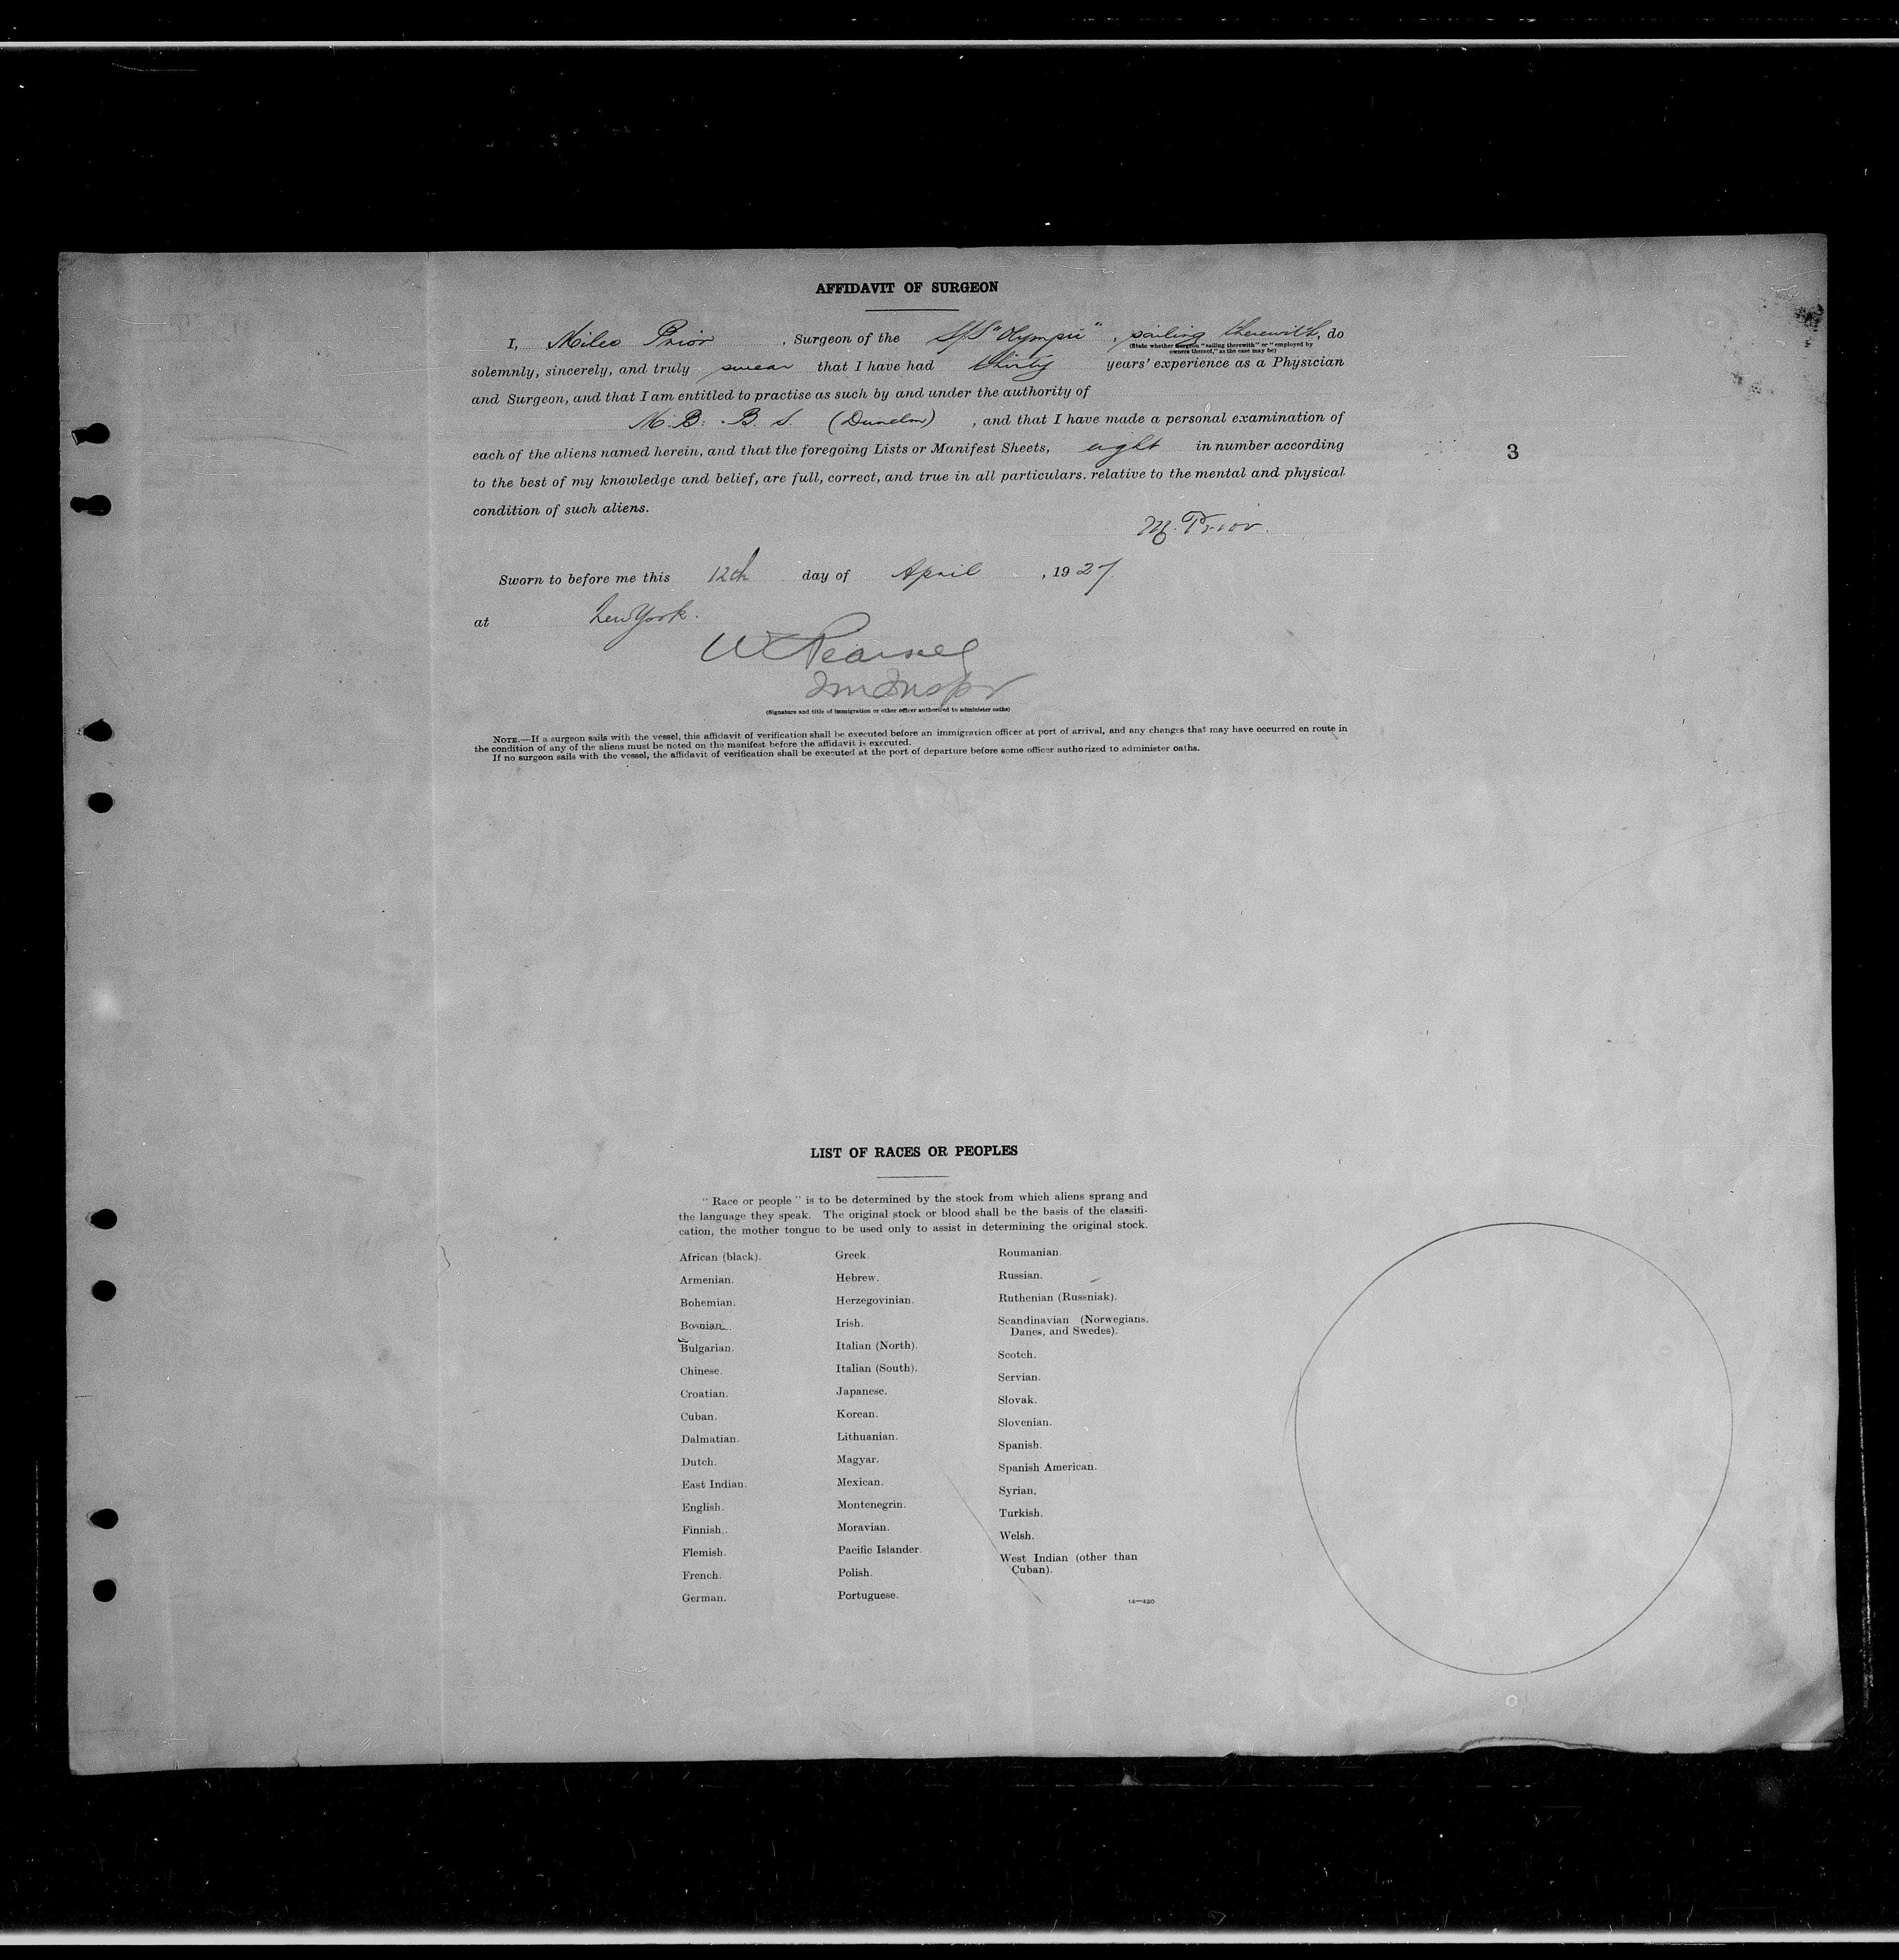 AFFIDAVIT OF SURGEON
I, Miles Prior, Surgeon of the S/S "Olympic", sailing therewith, do
(State whether Surgeon "sailing therewith" or "employed by
owners thereof," as the case may be)
solemnly, sincerely, and truly swear that I have had thirty years' experience as a Physician
and Surgeon, and that I am entitled to practise as such by and under the authority of
M.B. B.S. (Dunelm), and that I have made a personal examination of
each of the aliens named herein, and that the foregoing Lists or Manifest Sheets, eight in number according
3
to the best of my knowledge and belief, are full, correct, and true in all particulars. relative to the mental and physical
condition of such aliens.
M. Prior.
Sworn to before me this 12th day of April, 1927.
at New York.
Im Inspr
(Signature and title of immigration or other officer authorized to administer oaths)
NOTE.—If a surgeon sails with the vessel, this affidavit of verification shall be executed before an immigration officer at port of arrival, and any changes that may have occurred en route in
the condition of any of the aliens must be noted on the manifest before the affidavit is executed.
If no surgeon sails with the vessel, the affidavit of verification shall be executed at the port of departure before some officer authorized to administer oaths.
LIST OF RACES OR PEOPLES
"Race or people" is to be determined by the stock from which aliens sprang and
the language they speak. The original stock or blood shall be the basis of the classifi-
cation, the mother tongue to be used only to assist in determining the original stock.
African (black).
Armenian.
Bohemian.
Bosnian.
Bulgarian.
Chinese.
Croatian.
Cuban.
Dalmatian.
Dutch.
East Indian.
English.
Finnish.
Flemish.
French.
German.
Greek.
Hebrew.
Herzegovinian.
Irish.
Italian (North).
Italian (South).
Japanese.
Korean.
Lithuanian.
Magyar.
Mexican.
Montenegrin.
Moravian.
Pacific Islander.
Polish.
Portuguese.
Roumanian.
Russian.
Ruthenian (Russniak).
Scandinavian (Norwegians,
Danes, and Swedes).
Scotch.
Servian.
Slovak.
Slovenian.
Spanish.
Spanish American.
Syrian.
Turkish.
Welsh.
West Indian (other than
Cuban).
14—430